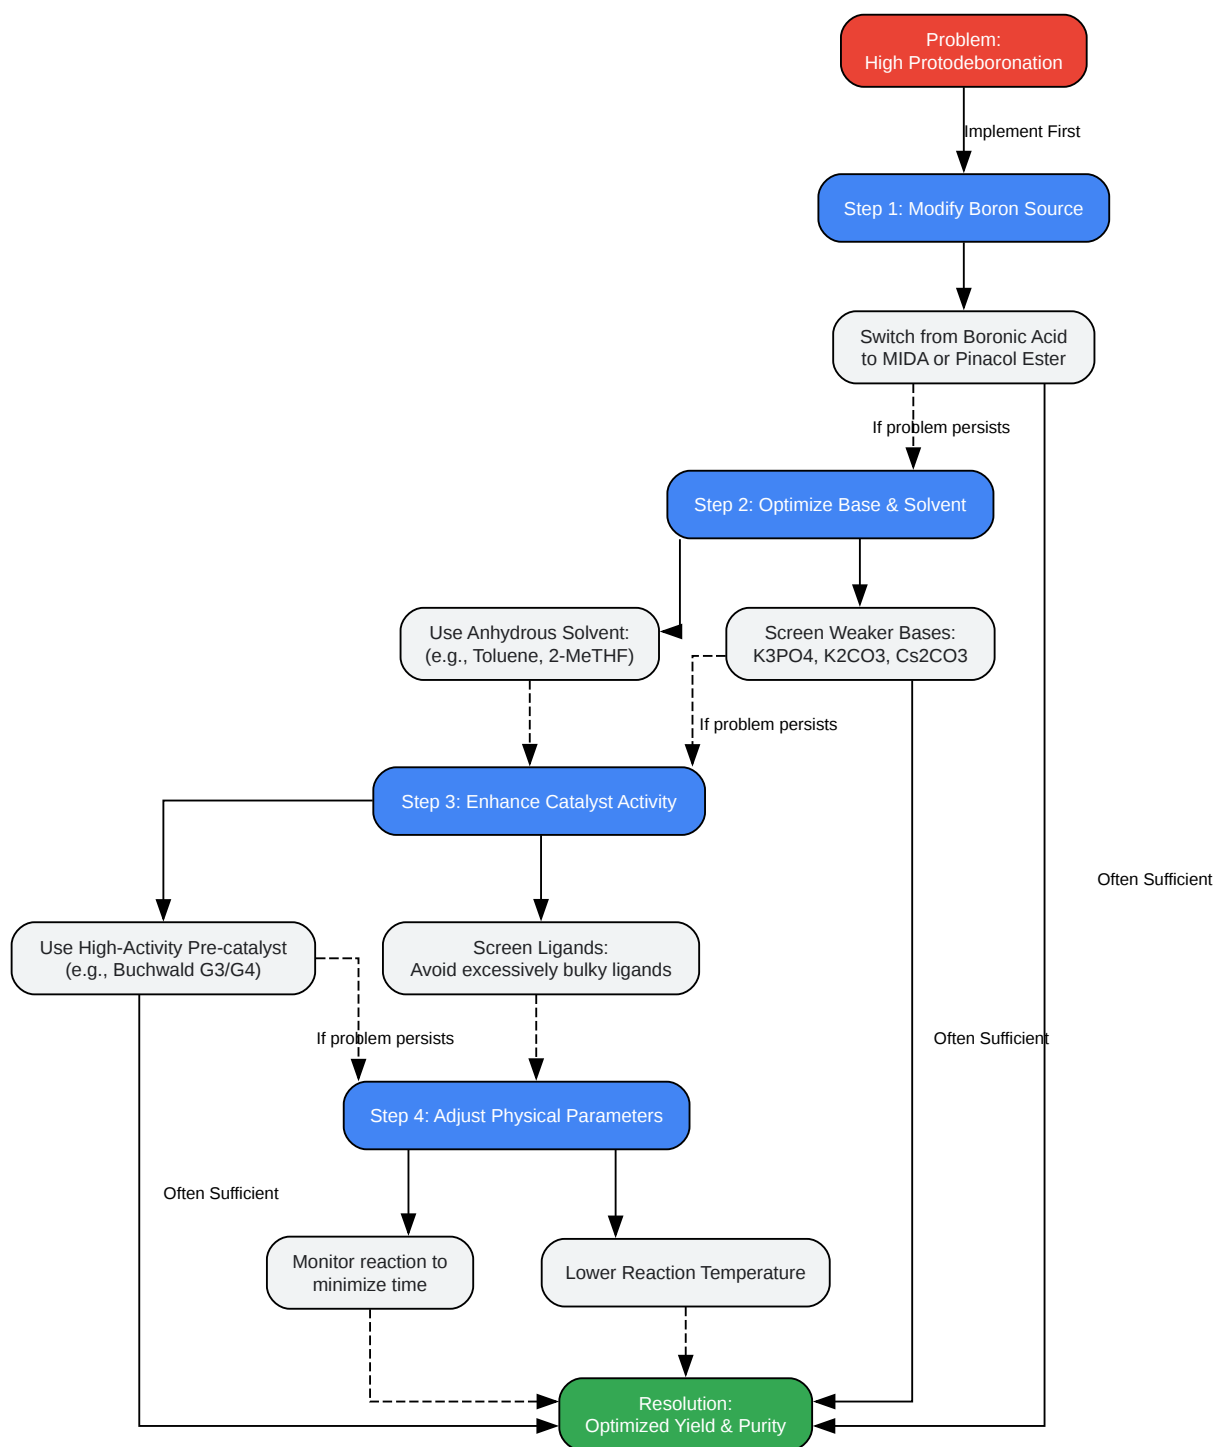 Problem:
High Protodeboronation
Implement First
Step 1: Modify Boron Source
Switch from Boronic Acid
to MIDA or Pinacol Ester
If problem persists
Step 2: Optimize Base & Solvent
Use Anhydrous Solvent:
(e.g., Toluene, 2-MeTHF)
Screen Weaker Bases:
K3PO4, K2CO3, Cs2CO3
If problem persists
Step 3: Enhance Catalyst Activity
Often Sufficient
Use High-Activity Pre-catalyst
(e.g., Buchwald G3/G4)
Screen Ligands:
Avoid excessively bulky ligands
If problem persists
Often Sufficient
Step 4: Adjust Physical Parameters
Often Sufficient
Monitor reaction to
minimize time
Lower Reaction Temperature
Resolution:
Optimized Yield & Purity